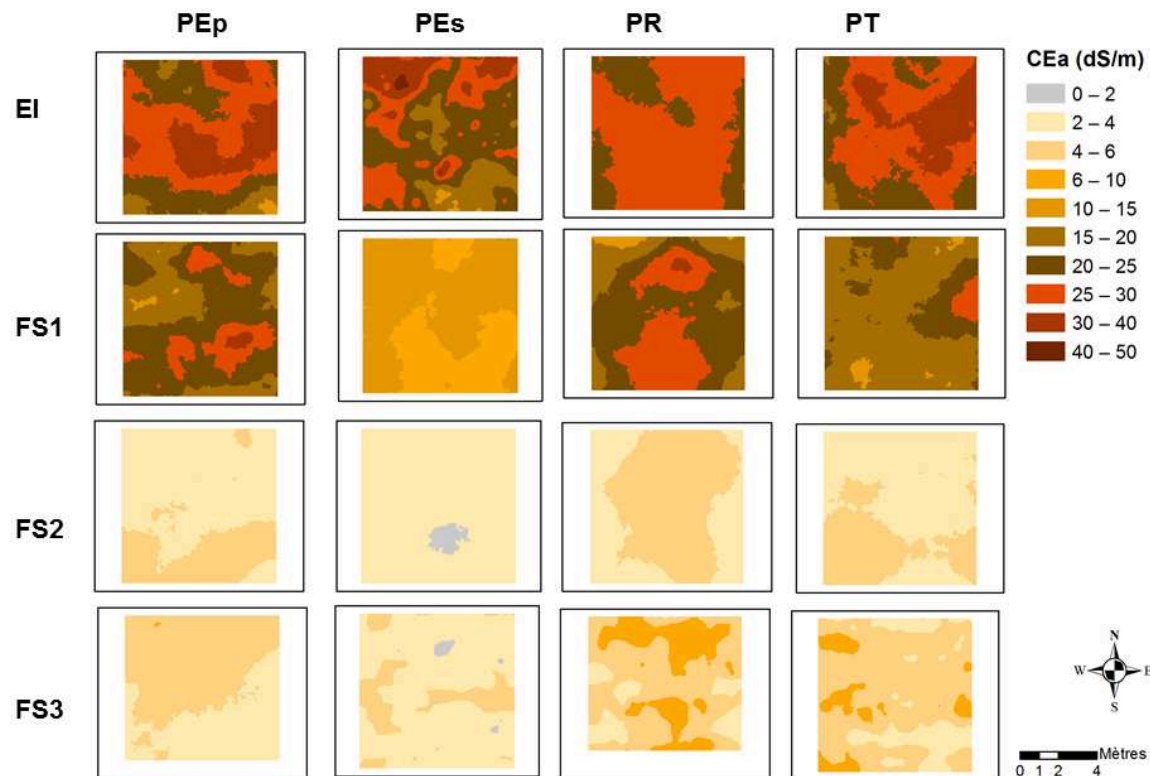 PEp PEs PR PT
EI
FS1
FS2
FS3
CEa (dS/m)
0 – 2
2 – 4
4 – 6
6 – 10
10 – 15
15 – 20
20 – 25
25 – 30
30 – 40
40 – 50
N
W E
S
Mètres
0 1 2 4